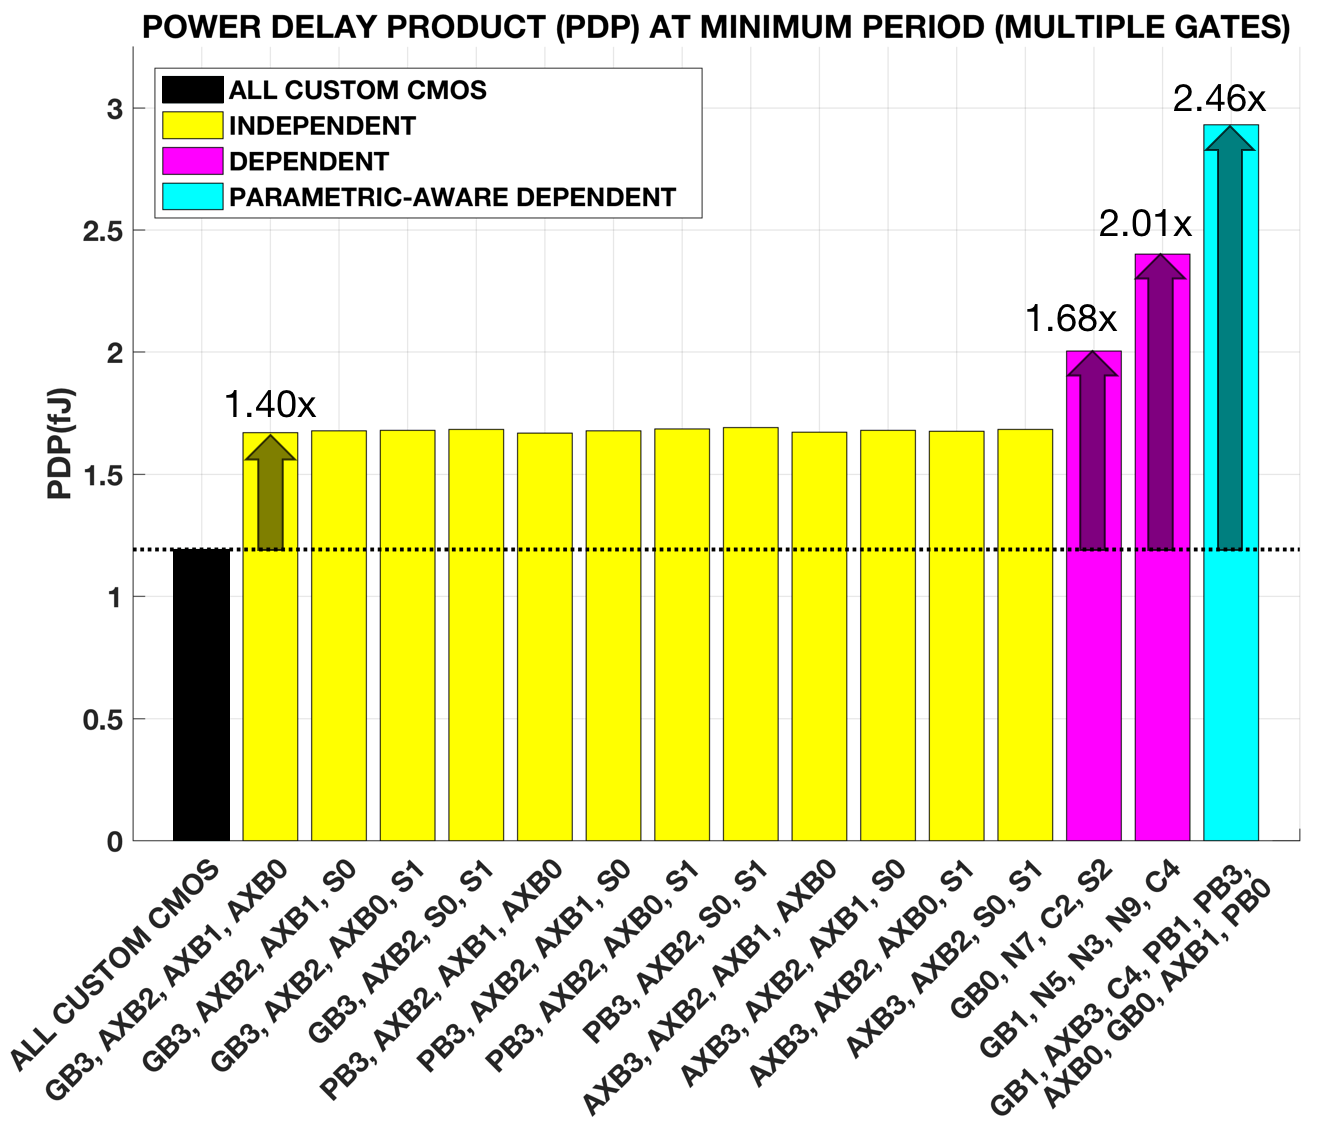 POWER DELAY PRODUCT (PDP) AT MINIMUM PERIOD (MULTIPLE GATES)
ALL CUSTOM CMOS
INDEPENDENT
DEPENDENT
PARAMETRIC-AWARE DEPENDENT
2.46x
2.01x
1.68x
1.40x
PDP(fJ)
3
2.5
2
1.5
1
0.5
0
ALL CUSTOM CMOS
GB3, AXB2, AXB1, AXB0
GB3, AXB2, AXB1, S0
GB3, AXB2, AXB0, S1
GB3, AXB2, S0, S1
PB3, AXB2, AXB1, AXB0
PB3, AXB2, AXB1, S0
PB3, AXB2, AXB0, S1
PB3, AXB2, S0, S1
AXB3, AXB2, AXB1, AXB0
AXB3, AXB2, AXB1, S0
AXB3, AXB2, AXB0, S1
AXB3, AXB2, S0, S1
GB0, N7, C2, S2
GB1, N5, N3, N9, C4
GB1, AXB3, C4, PB1, PB3,
AXB0, GB0, AXB1, PB0